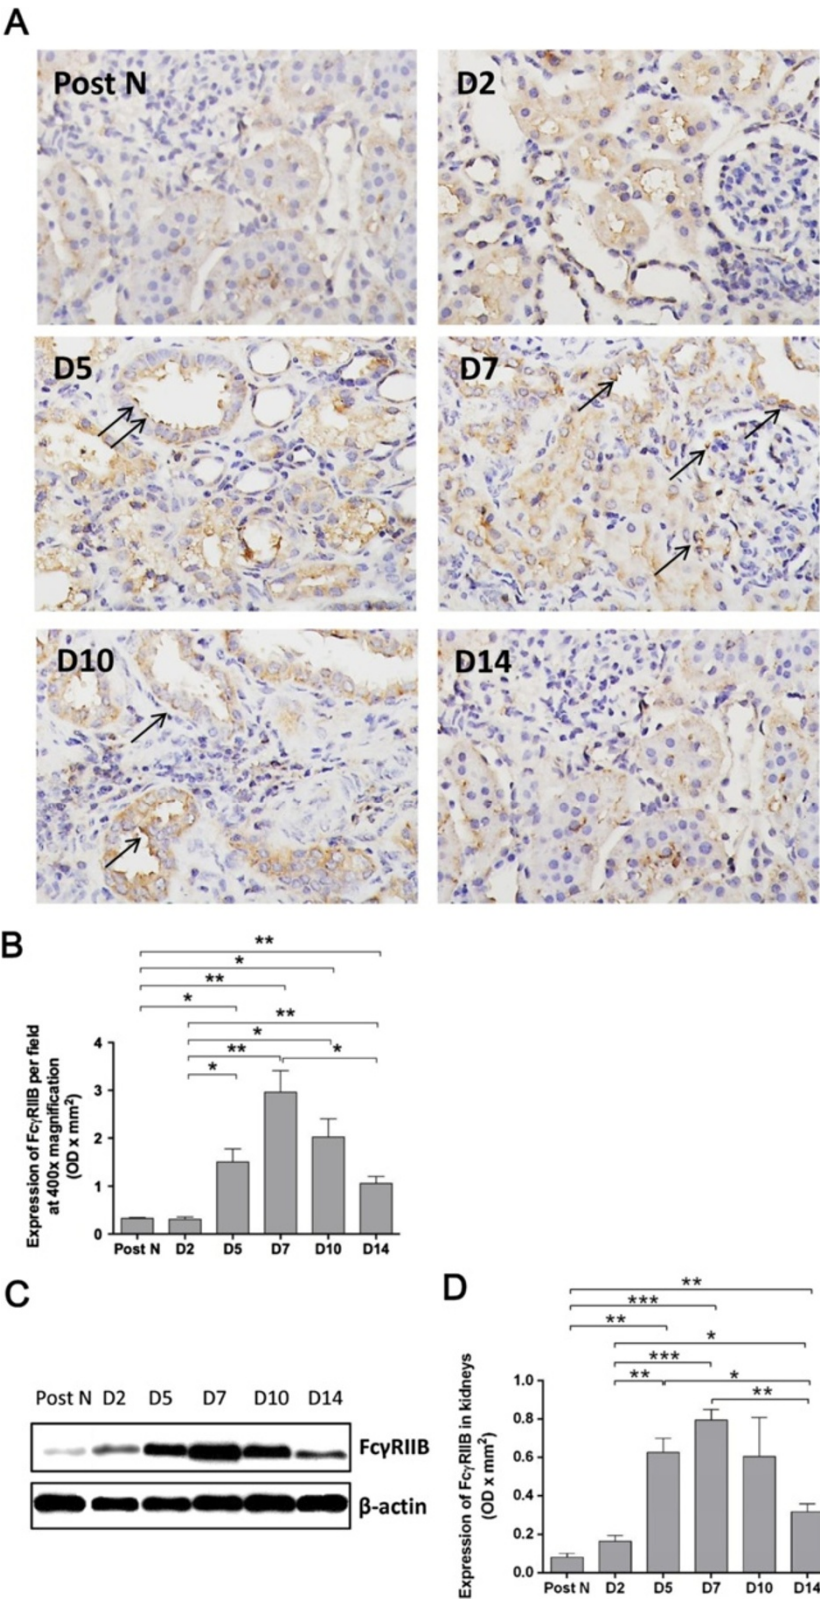 A
Post N
D2
D5
D7
D10
D14
B
**
*
**
*
**
*
**
*
*
Expression of FcγRIIB per field
at 400x magnification
(OD x mm²)
4
3
2
1
0
Post N D2 D5 D7 D10 D14
C
Post N D2 D5 D7 D10 D14
FcγRIIB
β-actin
D
**
***
**
*
***
**
*
**
Expression of FcγRIIB in kidneys
(OD x mm²)
1.0
0.8
0.6
0.4
0.2
0.0
Post N D2 D5 D7 D10 D14